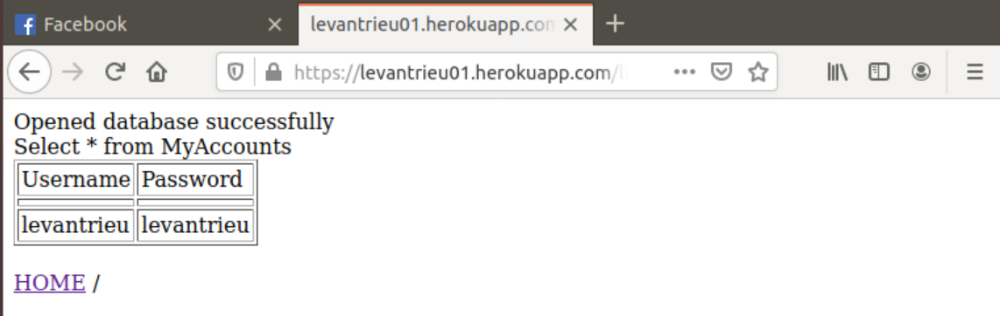 Facebook
levantrieu01.herokuapp.com
https://levantrieu01.herokuapp.com/
Opened database successfully
Select * from MyAccounts
Username Password
levantrieu levantrieu
HOME /